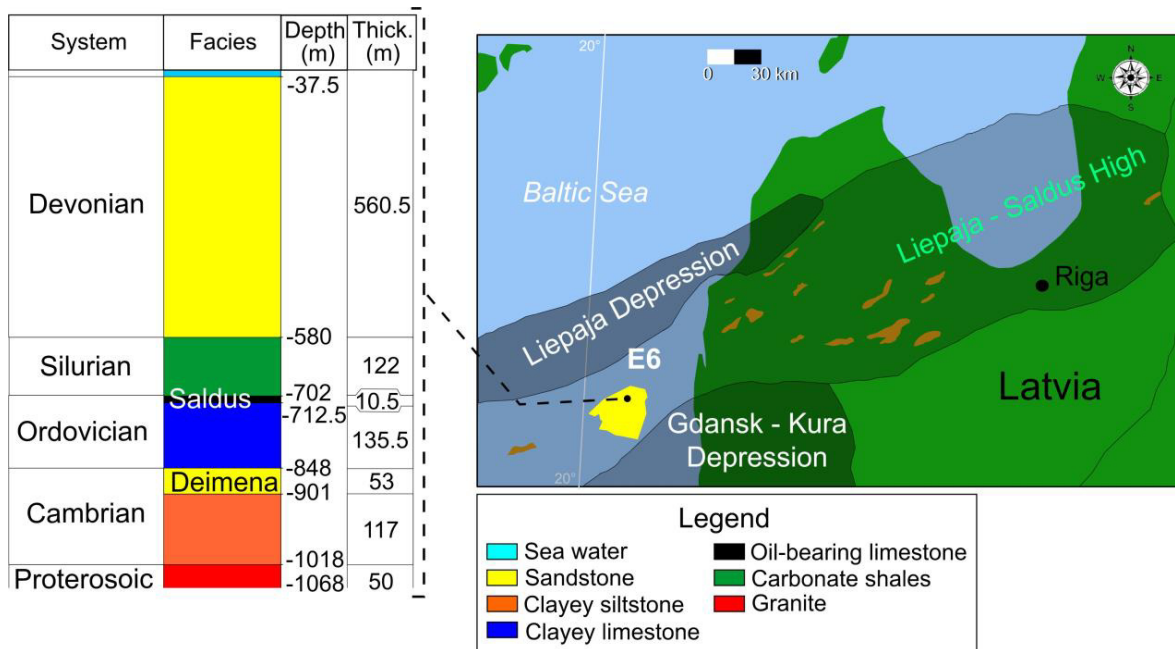 System Facies Depth (m) Thick. (m)
-37.5
Devonian 560.5
-580
Silurian 122
-702
Saldus 10.5
-712.5
Ordovician 135.5
-848
Deimena 53
-901
Cambrian 117
-1018
Proterosoic 50
-1068
20°
0 30 km
N
W E
S
Baltic Sea
Liepaja - Saldus High
Riga
Liepaja Depression
E6
Latvia
Gdansk - Kura
Depression
20°
Legend
Sea water
Sandstone
Clayey siltstone
Clayey limestone
Oil-bearing limestone
Carbonate shales
Granite